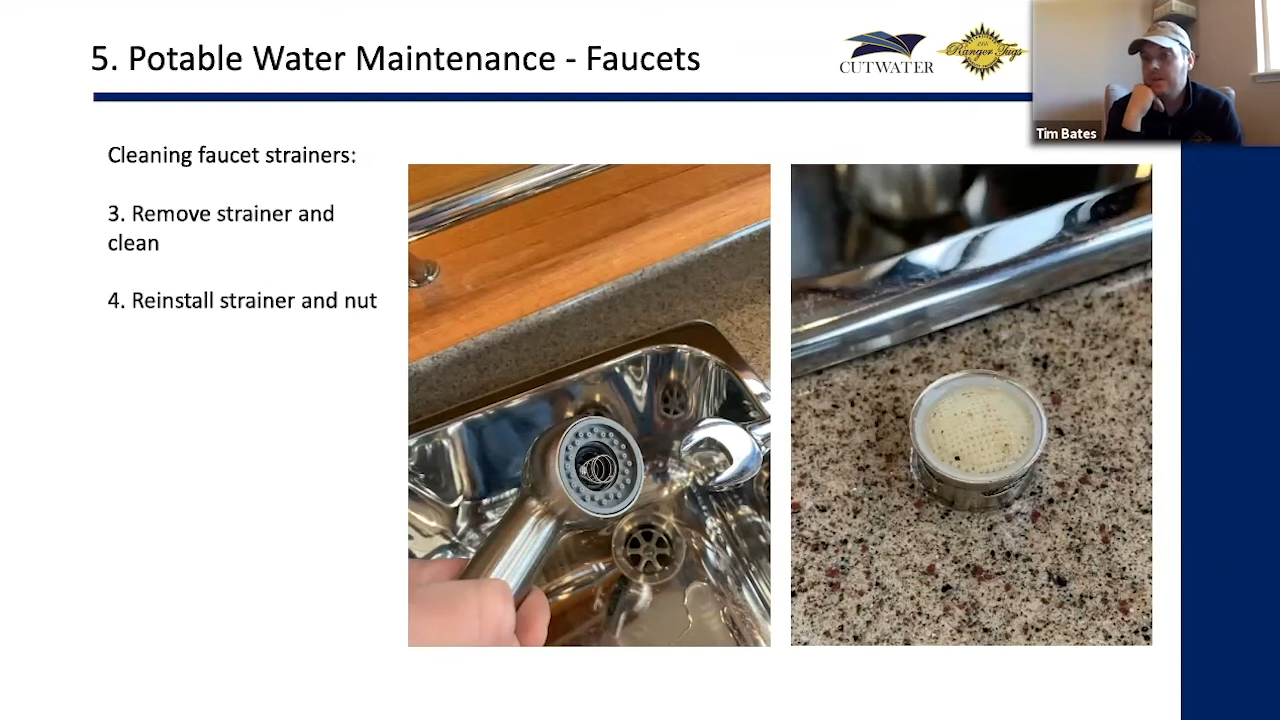 5. Potable Water Maintenance - Faucets
CUTWATER
Ranger Tugs
Tim Bates
Cleaning faucet strainers:
3. Remove strainer and
clean
4. Reinstall strainer and nut